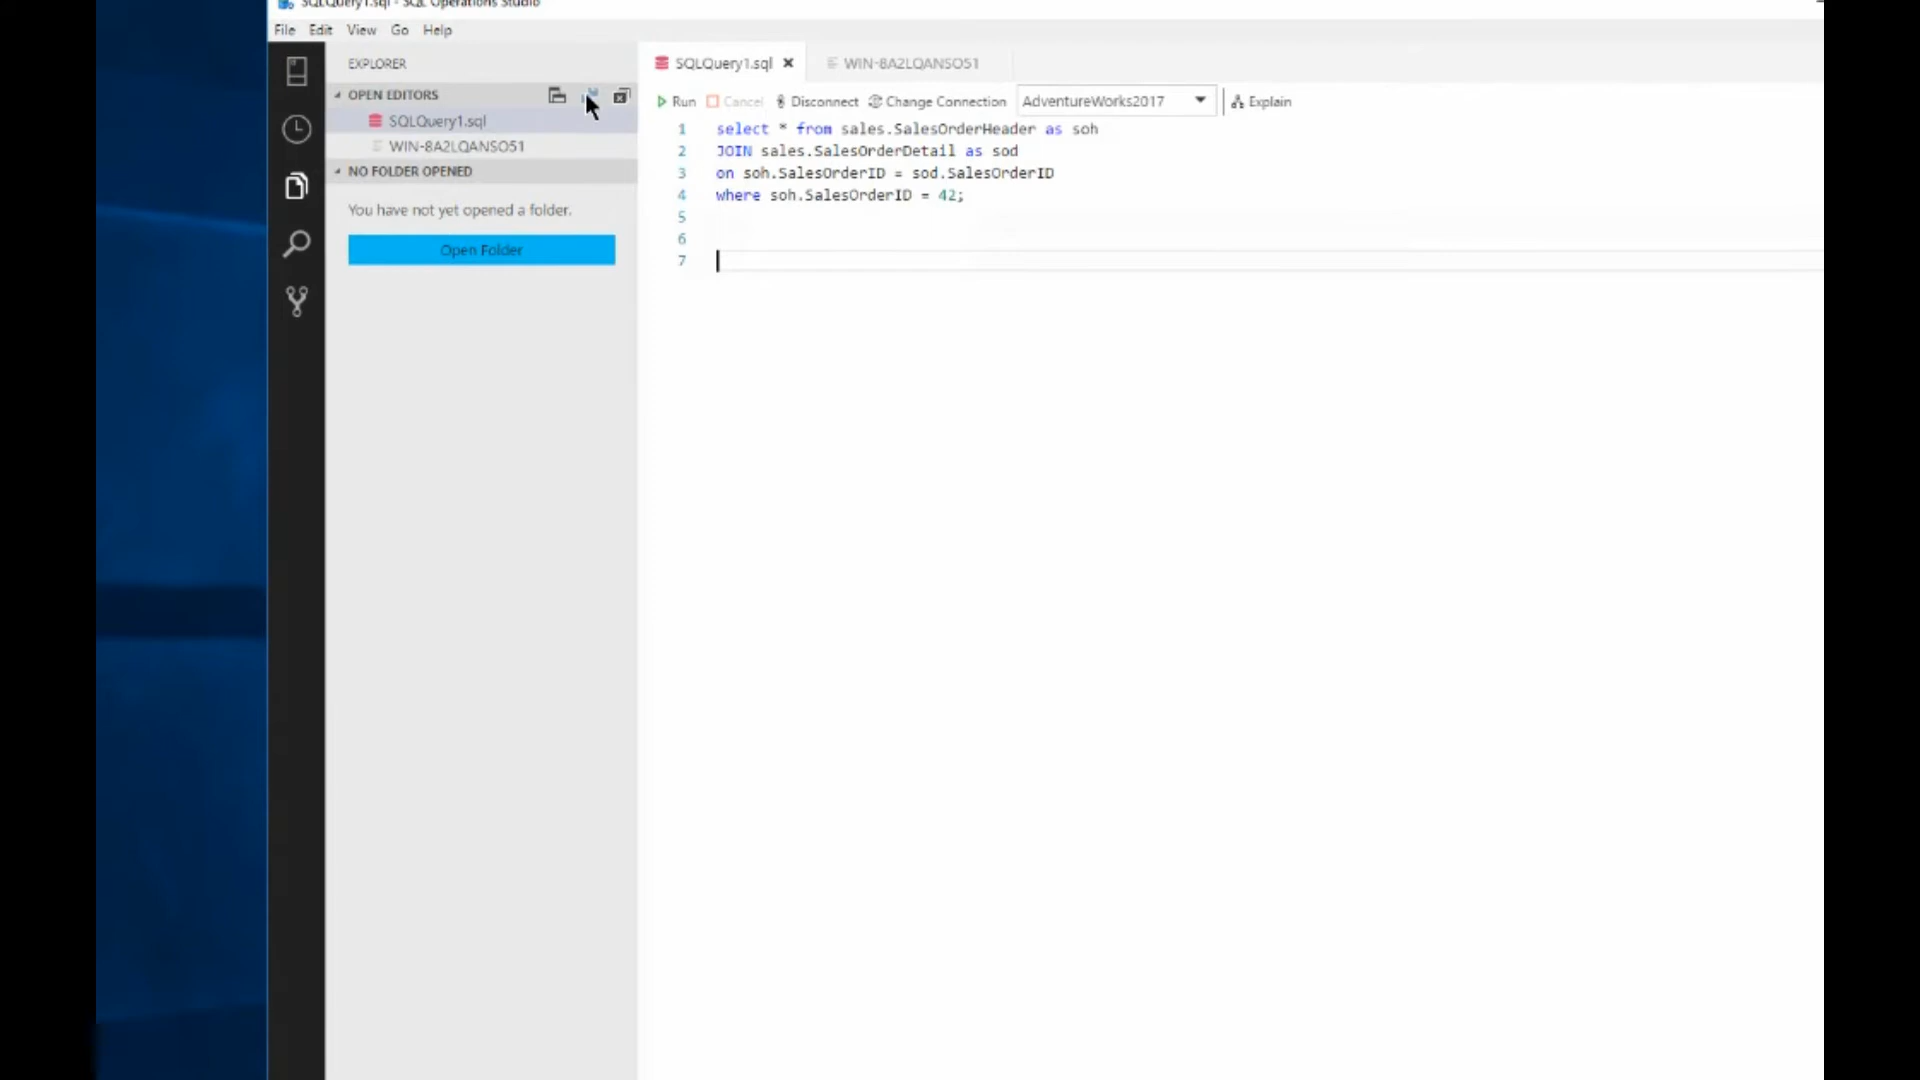 SQLQuery1.sql - SQL Operations Studio
File Edit View Go Help
EXPLORER
OPEN EDITORS
SQLQuery1.sql
WIN-8A2LQANSO51
NO FOLDER OPENED
You have not yet opened a folder.
Open Folder
SQLQuery1.sql WIN-8A2LQANSO51
Run Cancel Disconnect Change Connection AdventureWorks2017 Explain
1 select * from sales.SalesOrderHeader as soh
2 JOIN sales.SalesOrderDetail as sod
3 on soh.SalesOrderID = sod.SalesOrderID
4 where soh.SalesOrderID = 42;
5
6
7